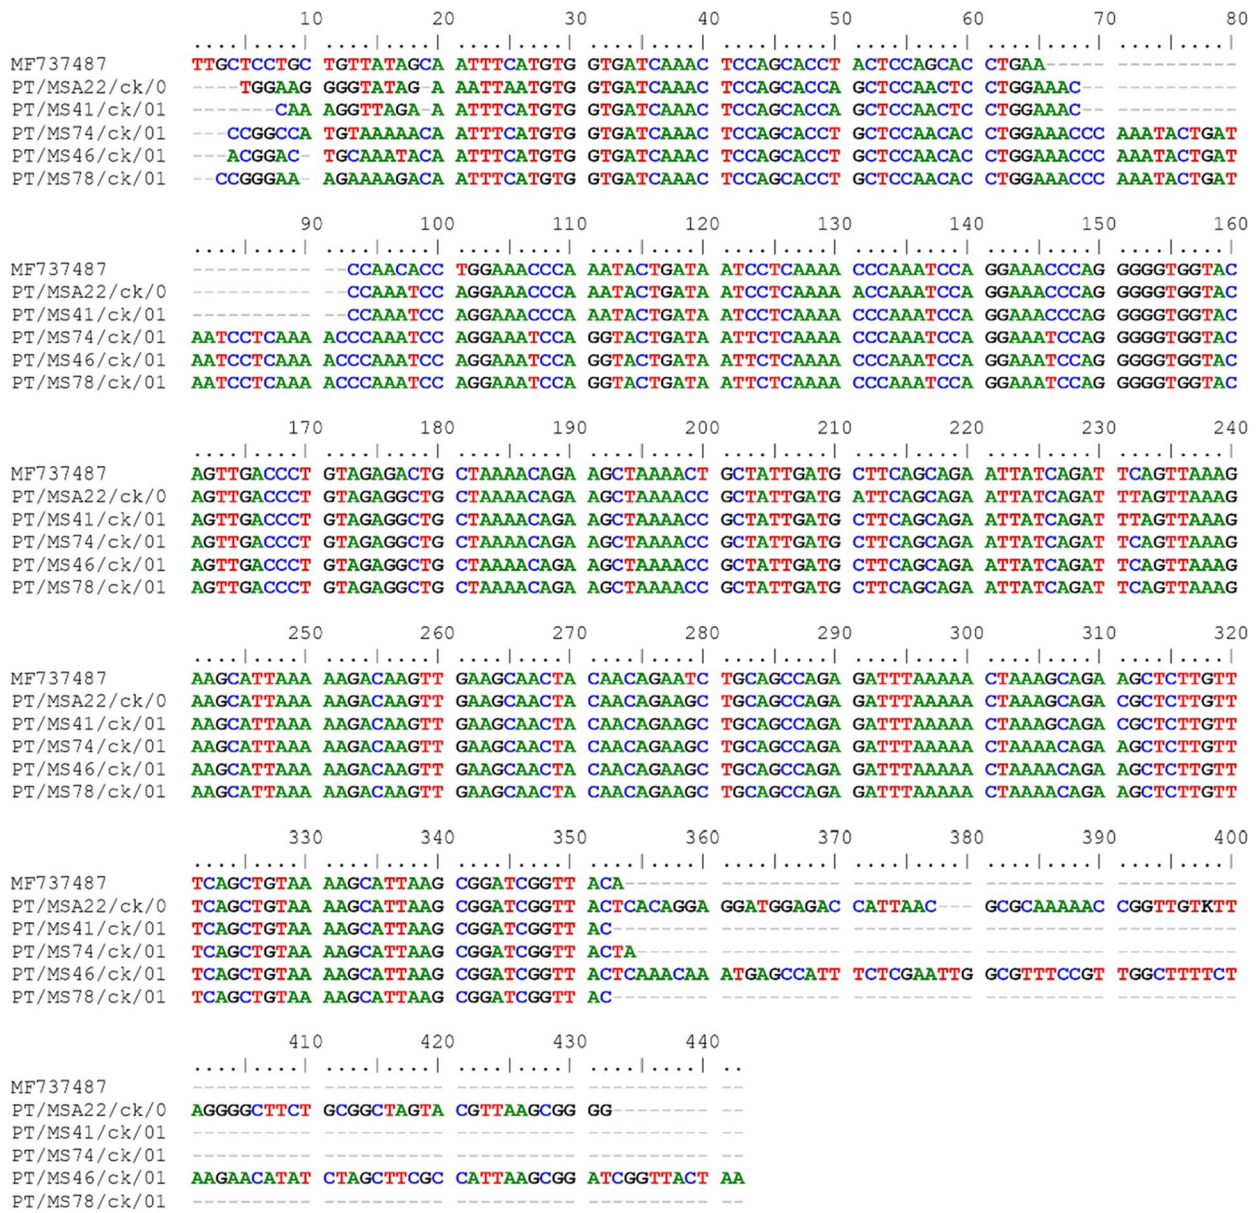 10 20 30 40 50 60 70 80
....|....| ....|....| ....|....| ....|....| ....|....| ....|....| ....|....| ....|....|
MF737487 TTGCTCCTGC TGTTATAGCA ATTTCATGTG GTGATCAAAC TCCAGCACCT ACTCCAGCAC CTGAA----- ----------
PT/MSA22/ck/0 ----TGGAAG GGGTATAG-A AATTAATGTG GTGATCAAAC TCCAGCACCA GCTCCAACTC CTGGAAAC-- ----------
PT/MS41/ck/01 -------CAA AGGTTAGA-A ATTTCATGTG GTGATCAAAC TCCAGCACCA GCTCCAACTC CTGGAAAC-- ----------
PT/MS74/ck/01 ---CCGGCCA TGTAAAAACA ATTTCATGTG GTGATCAAAC TCCAGCACCT GCTCCAACAC CTGGAAACCC AAATACTGAT
PT/MS46/ck/01 ---ACGGAC- TGCAAATACA ATTTCATGTG GTGATCAAAC TCCAGCACCT GCTCCAACAC CTGGAAACCC AAATACTGAT
PT/MS78/ck/01 --CCGGGAA- AGAAAAGACA ATTTCATGTG GTGATCAAAC TCCAGCACCT GCTCCAACAC CTGGAAACCC AAATACTGAT
90 100 110 120 130 140 150 160
....|....| ....|....| ....|....| ....|....| ....|....| ....|....| ....|....| ....|....|
MF737487 ---------- --CCAACACC TGGAAACCCA AATACTGATA ATCCTCAAAA CCCAAATCCA GGAAACCCAG GGGGTGGTAC
PT/MSA22/ck/0 ---------- --CCAAATCC AGGAAACCCA AATACTGATA ATCCTCAAAA ACCAAATCCA GGAAACCCAG GGGGTGGTAC
PT/MS41/ck/01 ---------- --CCAAATCC AGGAAACCCA AATACTGATA ATCCTCAAAA CCCAAATCCA GGAAACCCAG GGGGTGGTAC
PT/MS74/ck/01 AATCCTCAAA ACCCAAATCC AGGAAATCCA GGTACTGATA ATTCTCAAAA CCCAAATCCA GGAAATCCAG GGGGTGGTAC
PT/MS46/ck/01 AATCCTCAAA ACCCAAATCC AGGAAATCCA GGTACTGATA ATTCTCAAAA CCCAAATCCA GGAAATCCAG GGGGTGGTAC
PT/MS78/ck/01 AATCCTCAAA ACCCAAATCC AGGAAATCCA GGTACTGATA ATTCTCAAAA CCCAAATCCA GGAAATCCAG GGGGTGGTAC
170 180 190 200 210 220 230 240
....|....| ....|....| ....|....| ....|....| ....|....| ....|....| ....|....| ....|....|
MF737487 AGTTGACCCT GTAGAGACTG CTAAAACAGA AGCTAAAACT GCTATTGATG CTTCAGCAGA ATTATCAGAT TCAGTTAAAG
PT/MSA22/ck/0 AGTTGACCCT GTAGAGGCTG CTAAAACAGA AGCTAAAACC GCTATTGATG ATTCAGCAGA ATTATCAGAT TTAGTTAAAG
PT/MS41/ck/01 AGTTGACCCT GTAGAGGCTG CTAAAACAGA AGCTAAAACC GCTATTGATG CTTCAGCAGA ATTATCAGAT TTAGTTAAAG
PT/MS74/ck/01 AGTTGACCCT GTAGAGGCTG CTAAAACAGA AGCTAAAACC GCTATTGATG CTTCAGCAGA ATTATCAGAT TCAGTTAAAG
PT/MS46/ck/01 AGTTGACCCT GTAGAGGCTG CTAAAACAGA AGCTAAAACC GCTATTGATG CTTCAGCAGA ATTATCAGAT TCAGTTAAAG
PT/MS78/ck/01 AGTTGACCCT GTAGAGGCTG CTAAAACAGA AGCTAAAACC GCTATTGATG CTTCAGCAGA ATTATCAGAT TCAGTTAAAG
250 260 270 280 290 300 310 320
....|....| ....|....| ....|....| ....|....| ....|....| ....|....| ....|....| ....|....|
MF737487 AAGCATTAAA AAGACAAGTT GAAGCAACTA CAACAGAATC TGCAGCCAGA GATTTAAAAA CTAAAGCAGA AGCTCTTGTT
PT/MSA22/ck/0 AAGCATTAAA AAGACAAGTT GAAGCAACTA CAACAGAAGC TGCAGCCAGA GATTTAAAAA CTAAAGCAGA CGCTCTTGTT
PT/MS41/ck/01 AAGCATTAAA AAGACAAGTT GAAGCAACTA CAACAGAAGC TGCAGCCAGA GATTTAAAAA CTAAAGCAGA CGCTCTTGTT
PT/MS74/ck/01 AAGCATTAAA AAGACAAGTT GAAGCAACTA CAACAGAAGC TGCAGCCAGA GATTTAAAAA CTAAAACAGA AGCTCTTGTT
PT/MS46/ck/01 AAGCATTAAA AAGACAAGTT GAAGCAACTA CAACAGAAGC TGCAGCCAGA GATTTAAAAA CTAAAACAGA AGCTCTTGTT
PT/MS78/ck/01 AAGCATTAAA AAGACAAGTT GAAGCAACTA CAACAGAAGC TGCAGCCAGA GATTTAAAAA CTAAAACAGA AGCTCTTGTT
330 340 350 360 370 380 390 400
....|....| ....|....| ....|....| ....|....| ....|....| ....|....| ....|....| ....|....|
MF737487 TCAGCTGTAA AAGCATTAAG CGGATCGGTT ACA------- ---------- ---------- ---------- ----------
PT/MSA22/ck/0 TCAGCTGTAA AAGCATTAAG CGGATCGGTT ACTCACAGGA GGATGGAGAC CATTAAC--- GCGCAAAAAC CGGTTGTKTT
PT/MS41/ck/01 TCAGCTGTAA AAGCATTAAG CGGATCGGTT AC-------- ---------- ---------- ---------- ----------
PT/MS74/ck/01 TCAGCTGTAA AAGCATTAAG CGGATCGGTT ACTA------ ---------- ---------- ---------- ----------
PT/MS46/ck/01 TCAGCTGTAA AAGCATTAAG CGGATCGGTT ACTCAAACAA ATGAGCCATT TCTCGAATTG GCGTTTCCGT TGGCTTTTCT
PT/MS78/ck/01 TCAGCTGTAA AAGCATTAAG CGGATCGGTT AC-------- ---------- ---------- ---------- ----------
410 420 430 440
....|....| ....|....| ....|....| ....|....| ..
MF737487 ---------- ---------- ---------- ---------- --
PT/MSA22/ck/0 AGGGGCTTCT GCGGCTAGTA CGTTAAGCGG GG-------- --
PT/MS41/ck/01 ---------- ---------- ---------- ---------- --
PT/MS74/ck/01 ---------- ---------- ---------- ---------- --
PT/MS46/ck/01 AAGAACATAT CTAGCTTCGC CATTAAGCGG ATCGGTTACT AA
PT/MS78/ck/01 ---------- ---------- ---------- ---------- --